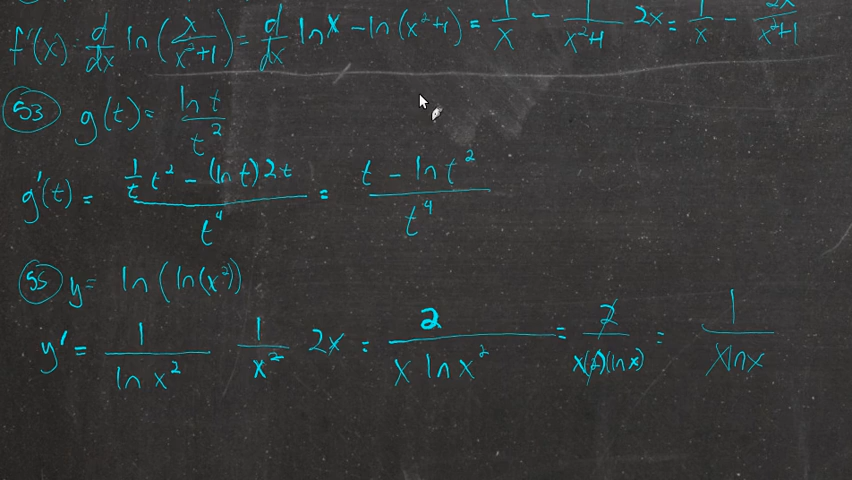 f'(x) = d/dx ln(x/x²+1) = d/dx ln x − ln(x²+1) = 1/x − 1/x²+1 2x = 1/x − 2x/x²+1
53 g(t) = ln t/t²
g'(t) = 1/t t² − (ln t)2t/t⁴ = t − ln t²/t⁴
55 y = ln(ln(x²))
y' = 1/ln x² 1/x² 2x = 2/x ln x² = 2/x(2)(ln x) = 1/x ln x